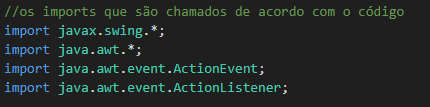 //os imports que são chamados de acordo com o código
import javax.swing.*;
import java.awt.*;
import java.awt.event.ActionEvent;
import java.awt.event.ActionListener;